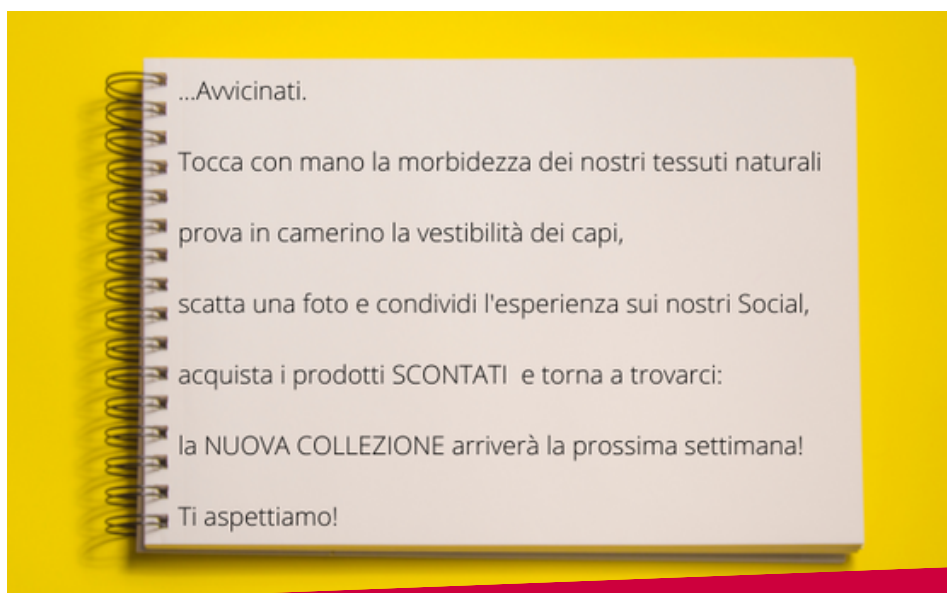 ...Avvicinati.
Tocca con mano la morbidezza dei nostri tessuti naturali
prova in camerino la vestibilità dei capi,
scatta una foto e condividi l'esperienza sui nostri Social,
acquista i prodotti SCONTATI e torna a trovarci:
la NUOVA COLLEZIONE arriverà la prossima settimana!
Ti aspettiamo!